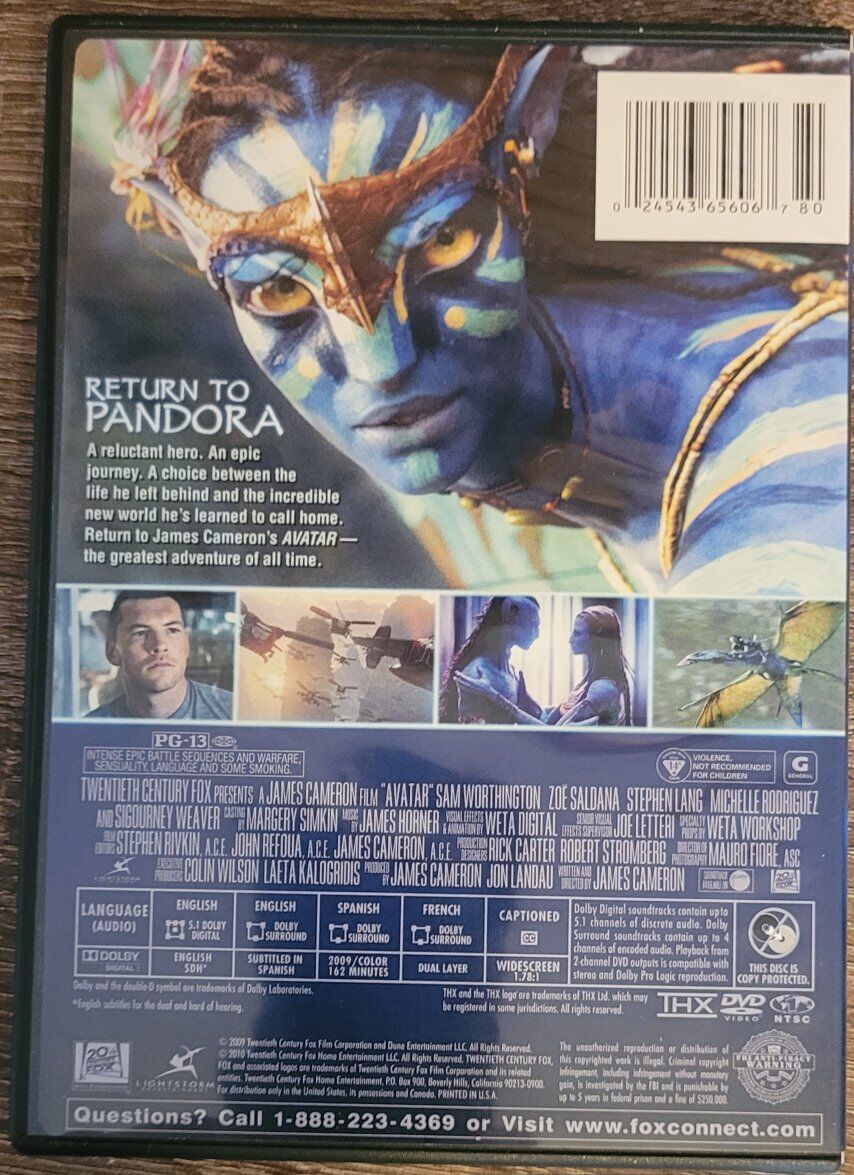 0 24543 65606 7 80
RETURN TO
PANDORA
A reluctant hero. An epic
journey. A choice between the
life he left behind and the incredible
new world he's learned to call home.
Return to James Cameron's AVATAR —
the greatest adventure of all time.
PG-13
INTENSE EPIC BATTLE SEQUENCES AND WARFARE,
SENSUALITY, LANGUAGE AND SOME SMOKING.
14
VIOLENCE.
NOT RECOMMENDED
FOR CHILDREN
G
GENERAL
TWENTIETH CENTURY FOX PRESENTS A JAMES CAMERON FILM "AVATAR" SAM WORTHINGTON ZOË SALDANA STEPHEN LANG MICHELLE RODRIGUEZ
AND SIGOURNEY WEAVER CASTING BY MARGERY SIMKIN MUSIC BY JAMES HORNER VISUAL EFFECTS & ANIMATION BY WETA DIGITAL SENIOR VISUAL EFFECTS SUPERVISOR JOE LETTERI SPECIALTY PROPS BY WETA WORKSHOP
FILM EDITORS STEPHEN RIVKIN, A.C.E. JOHN REFOUA, A.C.E. JAMES CAMERON, A.C.E. PRODUCTION DESIGNERS RICK CARTER ROBERT STROMBERG DIRECTOR OF PHOTOGRAPHY MAURO FIORE, ASC
EXECUTIVE PRODUCERS COLIN WILSON LAETA KALOGRIDIS PRODUCED BY JAMES CAMERON JON LANDAU WRITTEN AND DIRECTED BY JAMES CAMERON
SOUNDTRACK AVAILABLE ON
LANGUAGE
(AUDIO)
ENGLISH
5.1 DOLBY
DIGITAL
ENGLISH
DOLBY
SURROUND
SPANISH
DOLBY
SURROUND
FRENCH
DOLBY
SURROUND
CAPTIONED
CC
DOLBY
DIGITAL
ENGLISH
SDH*
SUBTITLED IN
SPANISH
2009/COLOR
162 MINUTES
DUAL LAYER
WIDESCREEN
1.78:1
Dolby Digital soundtracks contain up to
5.1 channels of discrete audio. Dolby
Surround soundtracks contain up to 4
channels of encoded audio. Playback from
2-channel DVD outputs is compatible with
stereo and Dolby Pro Logic reproduction.
THIS DISC IS
COPY PROTECTED.
Dolby and the double-D symbol are trademarks of Dolby Laboratories.
*English subtitles for the deaf and hard of hearing.
THX and the THX logo are trademarks of THX Ltd. which may
be registered in some jurisdictions. All rights reserved.
THX
DVD
VIDEO
1
NTSC
20th
CENTURY
FOX
LIGHTSTORM
© 2009 Twentieth Century Fox Film Corporation and Dune Entertainment LLC. All Rights Reserved.
© 2010 Twentieth Century Fox Home Entertainment LLC. All Rights Reserved. TWENTIETH CENTURY FOX,
FOX and associated logos are trademarks of Twentieth Century Fox Film Corporation and its related
entities. Twentieth Century Fox Home Entertainment, P.O. Box 900, Beverly Hills, California 90213-0900.
For distribution only in the United States, its possessions and Canada. PRINTED IN U.S.A.
The unauthorized reproduction or distribution of
this copyrighted work is illegal. Criminal copyright
infringement, including infringement without monetary
gain, is investigated by the FBI and is punishable by
up to 5 years in federal prison and a fine of $250,000.
FBI ANTI-PIRACY
WARNING
Questions? Call 1-888-223-4369 or Visit www.foxconnect.com